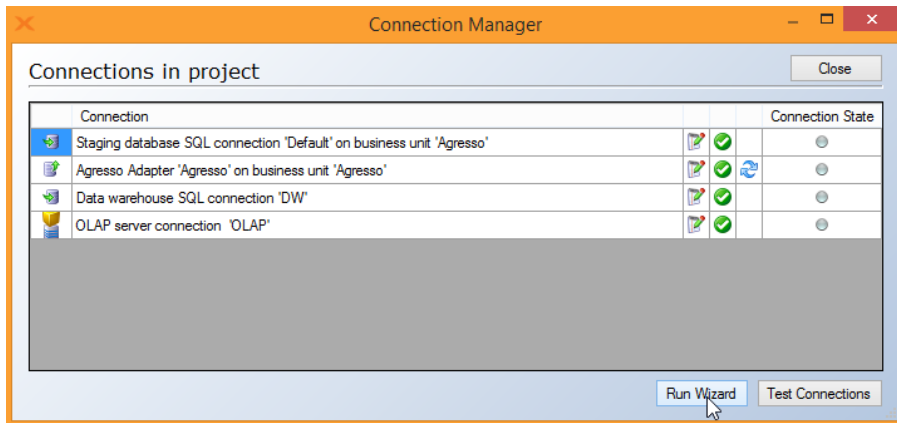 Connection Manager
Connections in project
Close
Connection
Connection State
Staging database SQL connection 'Default' on business unit 'Agresso'
Agresso Adapter 'Agresso' on business unit 'Agresso'
Data warehouse SQL connection 'DW'
OLAP server connection 'OLAP'
Run Wizard
Test Connections